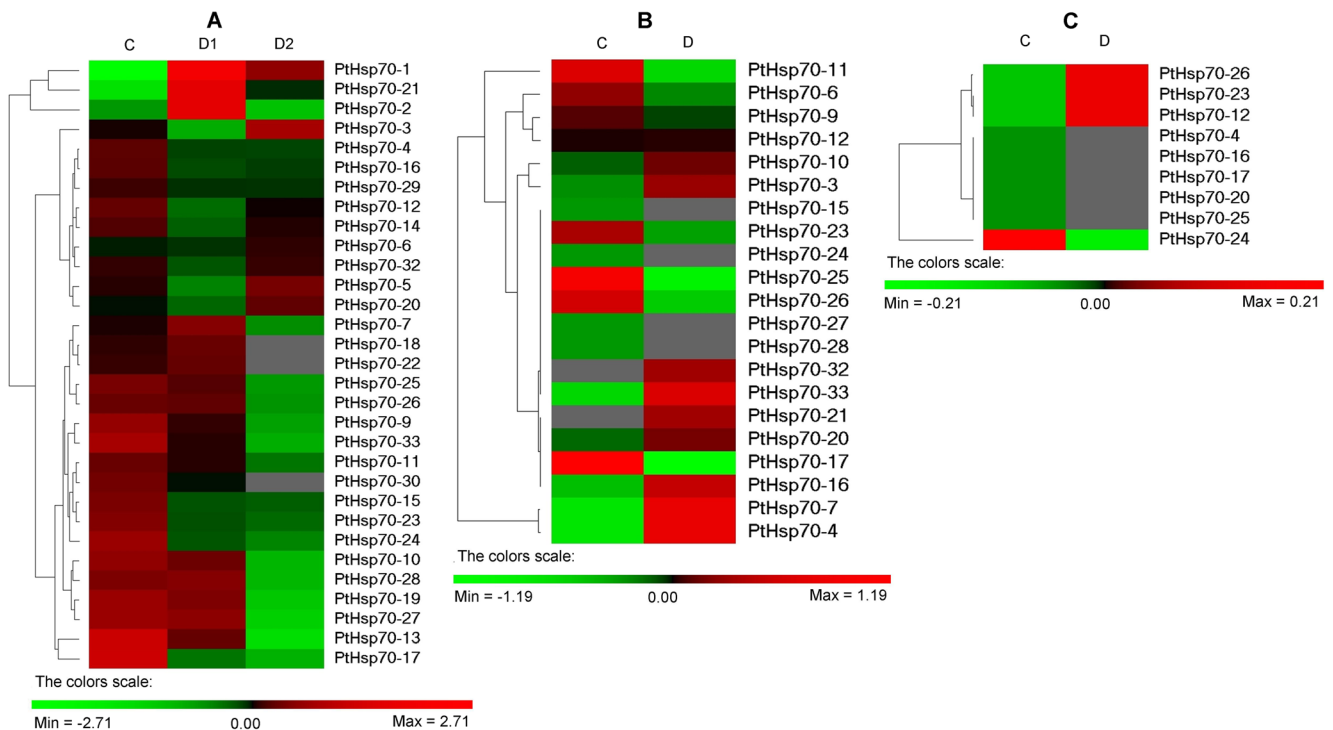 A
C D1 D2
PtHsp70-1
PtHsp70-21
PtHsp70-2
PtHsp70-3
PtHsp70-4
PtHsp70-16
PtHsp70-29
PtHsp70-12
PtHsp70-14
PtHsp70-6
PtHsp70-32
PtHsp70-5
PtHsp70-20
PtHsp70-7
PtHsp70-18
PtHsp70-22
PtHsp70-25
PtHsp70-26
PtHsp70-9
PtHsp70-33
PtHsp70-11
PtHsp70-30
PtHsp70-15
PtHsp70-23
PtHsp70-24
PtHsp70-10
PtHsp70-28
PtHsp70-19
PtHsp70-27
PtHsp70-13
PtHsp70-17
The colors scale:
Min = -2.71 0.00 Max = 2.71
B
C D
PtHsp70-11
PtHsp70-6
PtHsp70-9
PtHsp70-12
PtHsp70-10
PtHsp70-3
PtHsp70-15
PtHsp70-23
PtHsp70-24
PtHsp70-25
PtHsp70-26
PtHsp70-27
PtHsp70-28
PtHsp70-32
PtHsp70-33
PtHsp70-21
PtHsp70-20
PtHsp70-17
PtHsp70-16
PtHsp70-7
PtHsp70-4
The colors scale:
Min = -1.19 0.00 Max = 1.19
C
C D
PtHsp70-26
PtHsp70-23
PtHsp70-12
PtHsp70-4
PtHsp70-16
PtHsp70-17
PtHsp70-20
PtHsp70-25
PtHsp70-24
The colors scale:
Min = -0.21 0.00 Max = 0.21